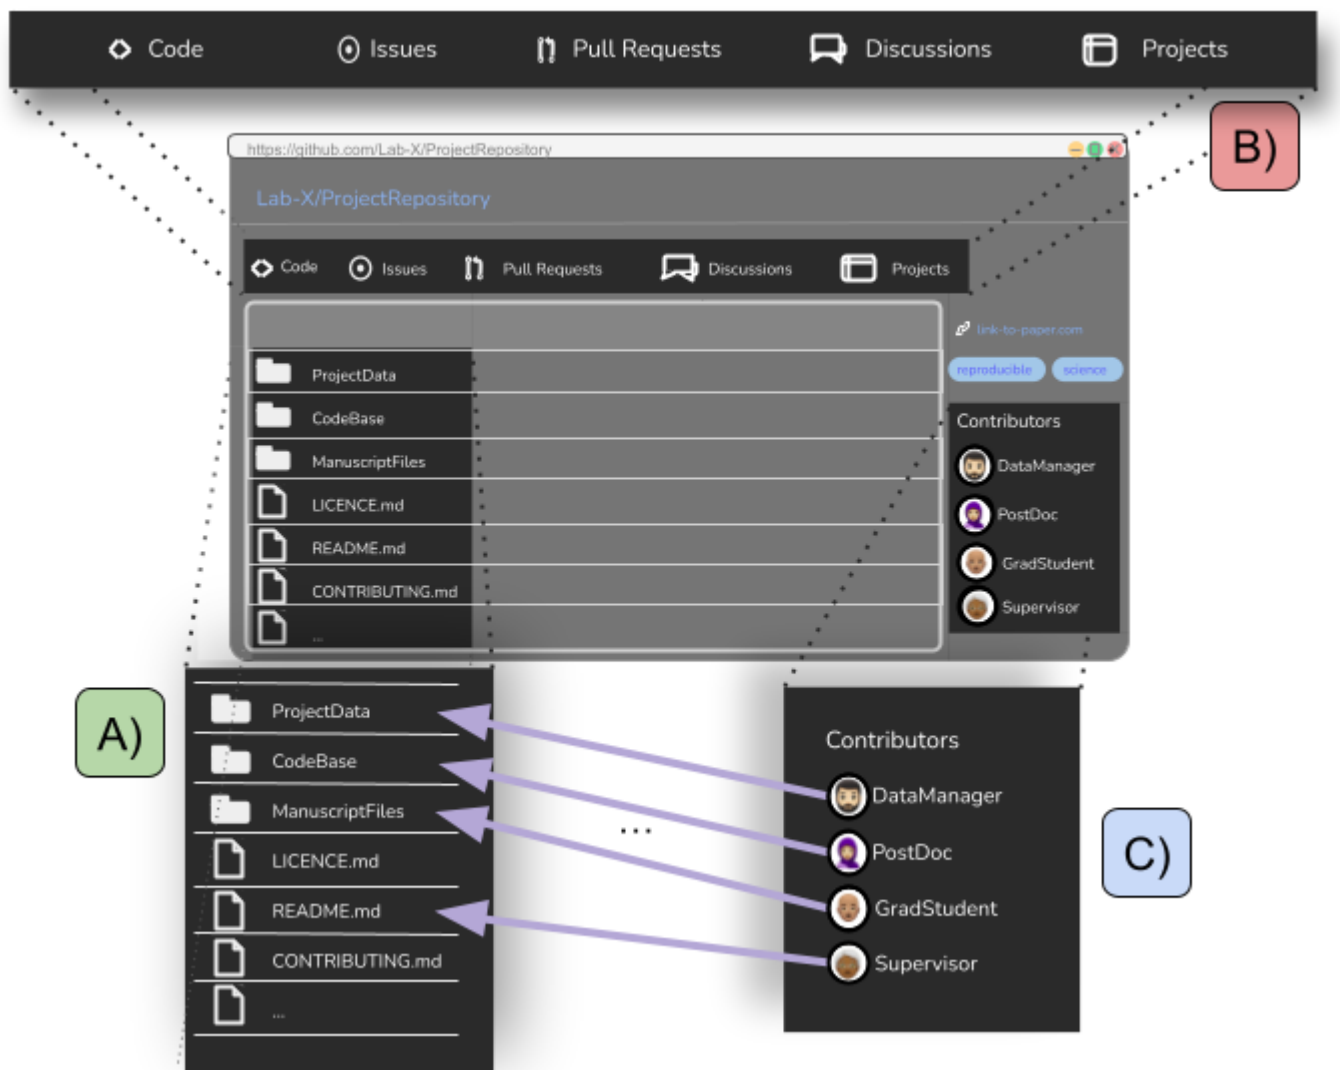 Code Issues Pull Requests Discussions Projects
B)
https://github.com/Lab-X/ProjectRepository
Lab-X/ProjectRepository
Code Issues Pull Requests Discussions Projects
link-to-paper.com
reproducible science
ProjectData
CodeBase
ManuscriptFiles
LICENCE.md
README.md
CONTRIBUTING.md
...
Contributors
DataManager
PostDoc
GradStudent
Supervisor
A)
ProjectData
CodeBase
ManuscriptFiles
LICENCE.md
README.md
CONTRIBUTING.md
...
...
Contributors
DataManager
PostDoc
GradStudent
Supervisor
C)